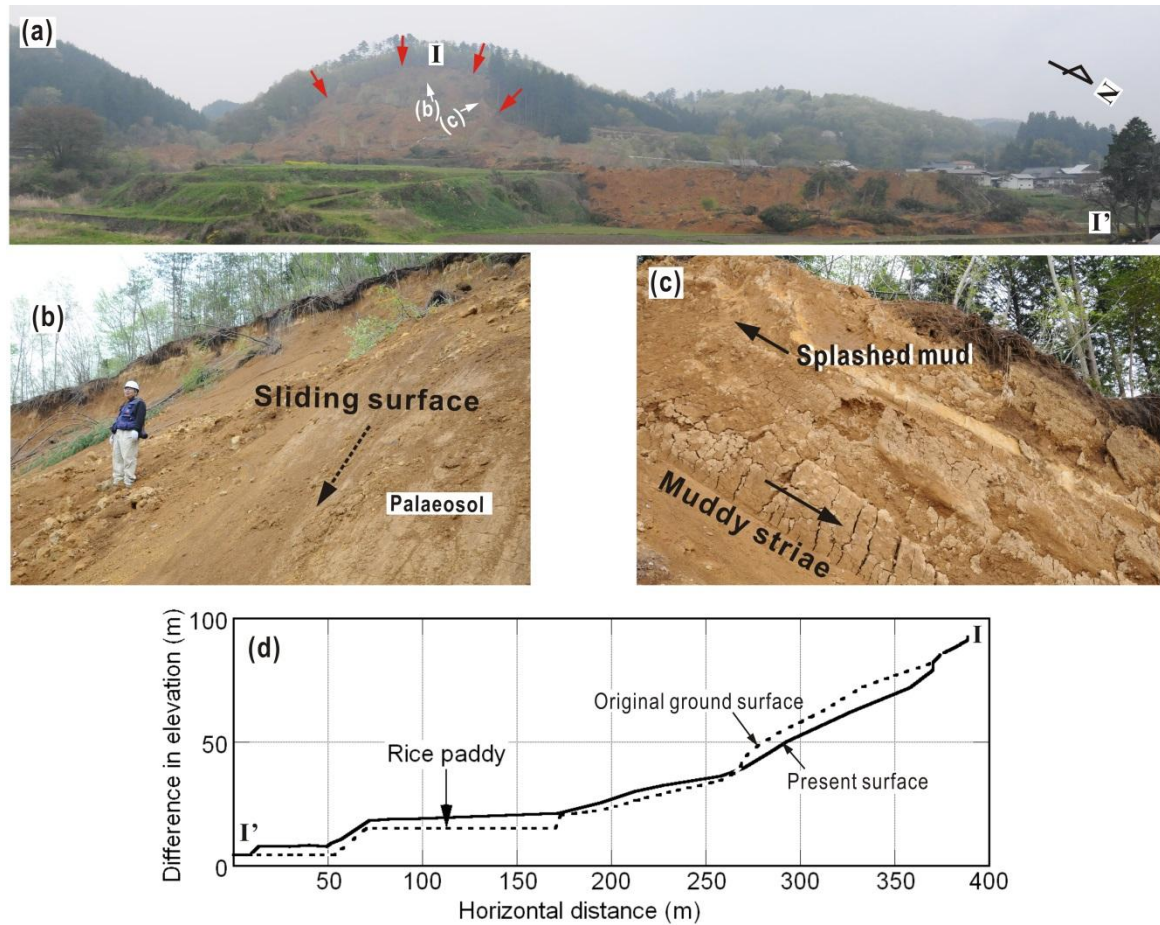 (a)
I
(b)
(c)
N
I'
(b)
Sliding surface
Palaeosol
(c)
Splashed mud
Muddy striae
Difference in elevation (m)
100
50
0
(d)
I
Original ground surface
Rice paddy
Present surface
I'
50
100
150
200
250
300
350
400
Horizontal distance (m)